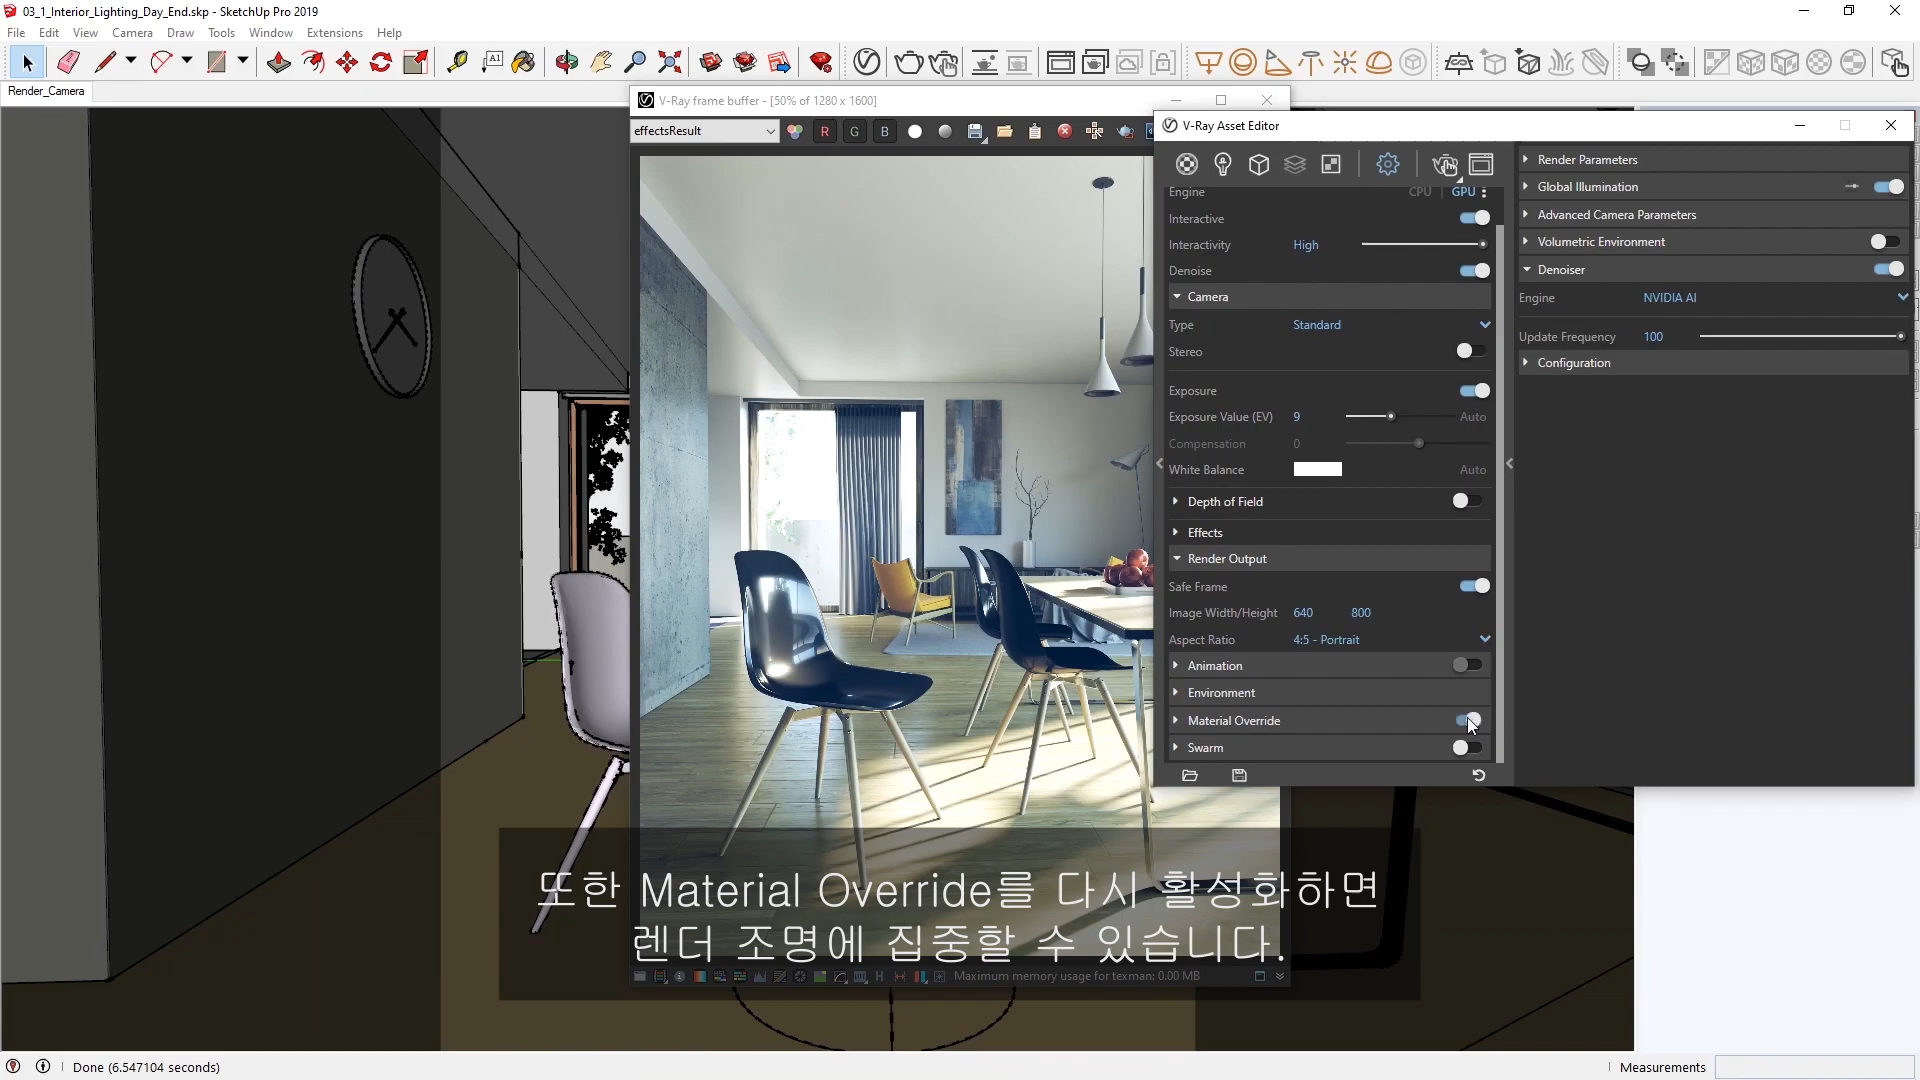 03_1_Interior_Lighting_Day_End.skp - SketchUp Pro 2019
File Edit View Camera Draw Tools Window Extensions Help
A1
Render_Camera
V-Ray frame buffer - [50% of 1280 x 1600]
effectsResult
R G B
V-Ray Asset Editor
Engine CPU GPU
Interactive
Interactivity High
Denoise
Camera
Type Standard
Stereo
Exposure
Exposure Value (EV) 9 Auto
Compensation 0
White Balance Auto
Depth of Field
Effects
Render Output
Safe Frame
Image Width/Height 640 800
Aspect Ratio 4:5 - Portrait
Animation
Environment
Material Override
Swarm
Render Parameters
Global Illumination
Advanced Camera Parameters
Volumetric Environment
Denoiser
Engine NVIDIA AI
Update Frequency 100
Configuration
또한 Material Override를 다시 활성화하면
렌더 조명에 집중할 수 있습니다.
H Maximum memory usage for texman: 0.00 MB
Done (6.547104 seconds)
Measurements